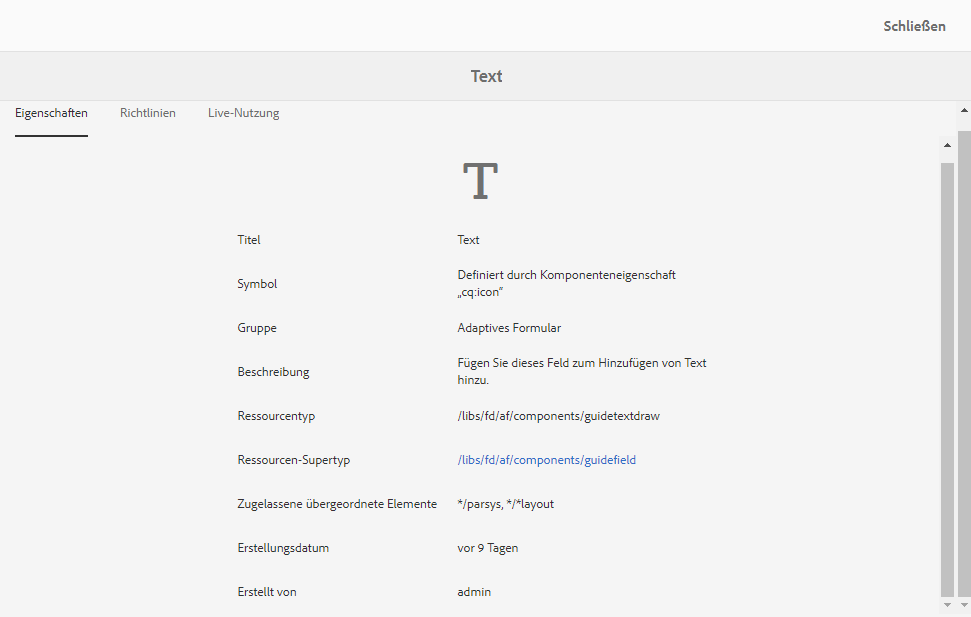 Schließen
Text
Eigenschaften Richtlinien Live-Nutzung
T
Titel Text
Symbol Definiert durch Komponenteneigenschaft
„cq:icon“
Gruppe Adaptives Formular
Beschreibung Fügen Sie dieses Feld zum Hinzufügen von Text
hinzu.
Ressourcentyp /libs/fd/af/components/guidetextdraw
Ressourcen-Supertyp /libs/fd/af/components/guidefield
Zugelassene übergeordnete Elemente */parsys, */*layout
Erstellungsdatum vor 9 Tagen
Erstellt von admin